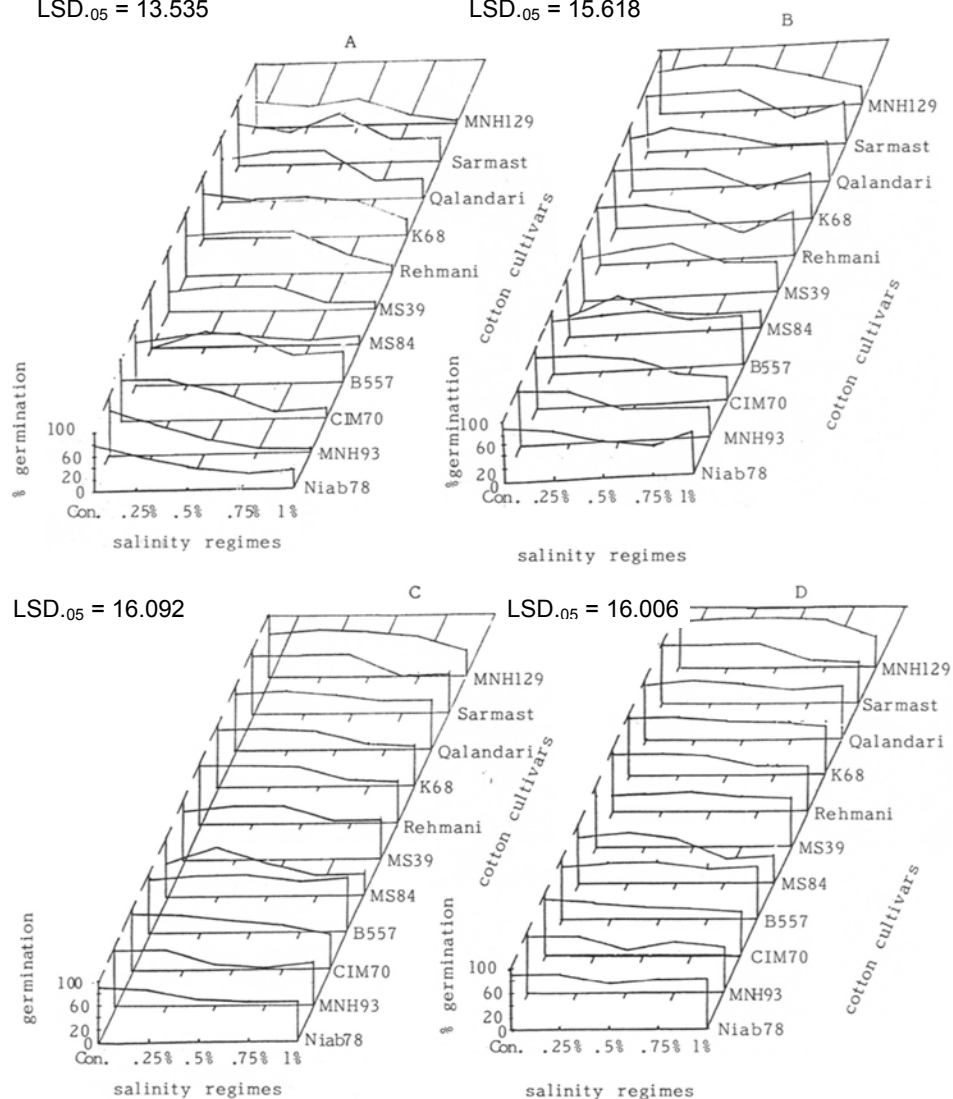 LSD.05 = 13.535
A
MNH129
Sarmast
Qalandari
K68
Rehmani
MS39
MS84
B557
CIM70
MNH93
Niab78
cotton cultivars
% germination
100
60
20
0
Con. .25% .5% .75% 1%
salinity regimes
LSD.05 = 15.618
B
MNH129
Sarmast
Qalandari
K68
Rehmani
MS39
MS84
B557
CIM70
MNH93
Niab78
cotton cultivars
%germination
100
60
20
0
Con. .25% .5% .75% 1%
salinity regimes
LSD.05 = 16.092
C
MNH129
Sarmast
Qalandari
K68
Rehmani
MS39
MS84
B557
CIM70
MNH93
Niab78
cotton cultivars
germination
100
60
20
0
Con. .25% .5% .75% 1%
salinity regimes
LSD.05 = 16.006
D
MNH129
Sarmast
Qalandari
K68
Rehmani
MS39
MS84
B557
CIM70
MNH93
Niab78
cotton cultivars
% germination
100
60
20
0
Con. .25% .5% .75% 1%
salinity regimes